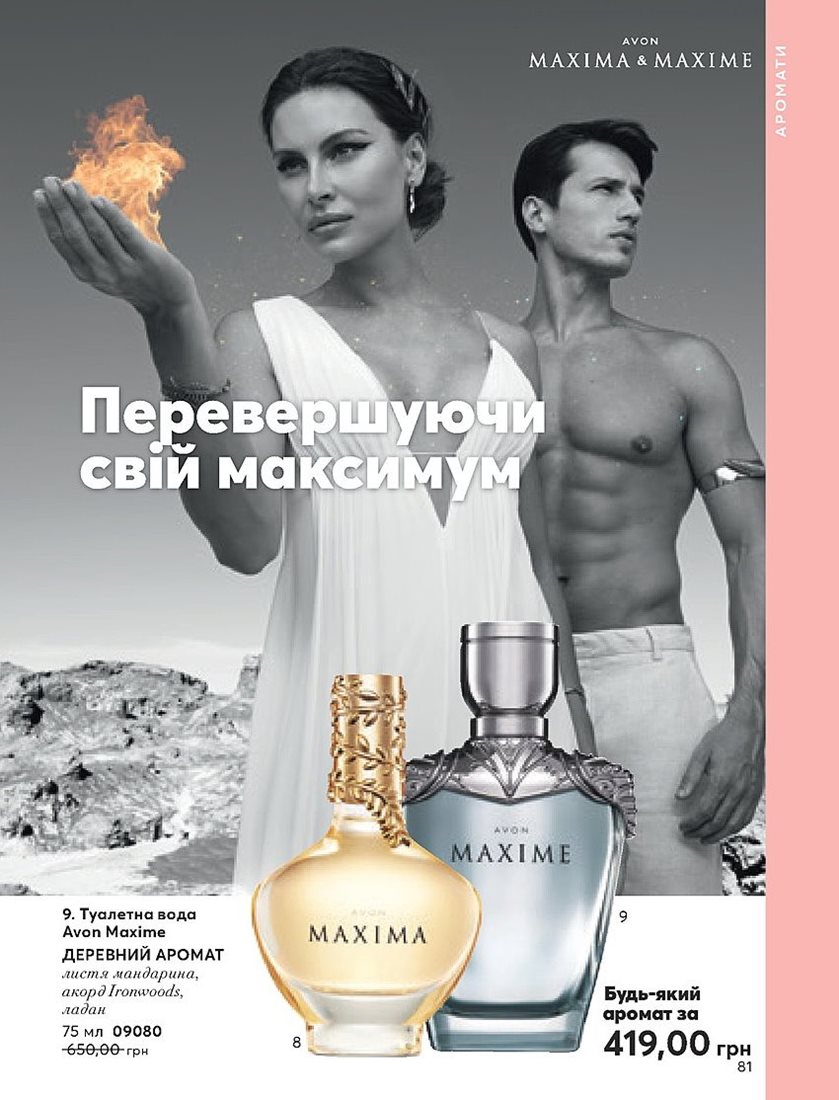 AVON
MAXIMA & MAXIME
АРОМАТИ
Перевершуючи
свій максимум
AVON
MAXIME
AVON
MAXIMA
9. Туалетна вода
Avon Maxime
ДЕРЕВНИЙ АРОМАТ
листя мандарина,
акорд Ironwoods,
ладан
75 мл 09080
650,00 грн
8
9
Будь-який
аромат за
419,00 грн
81